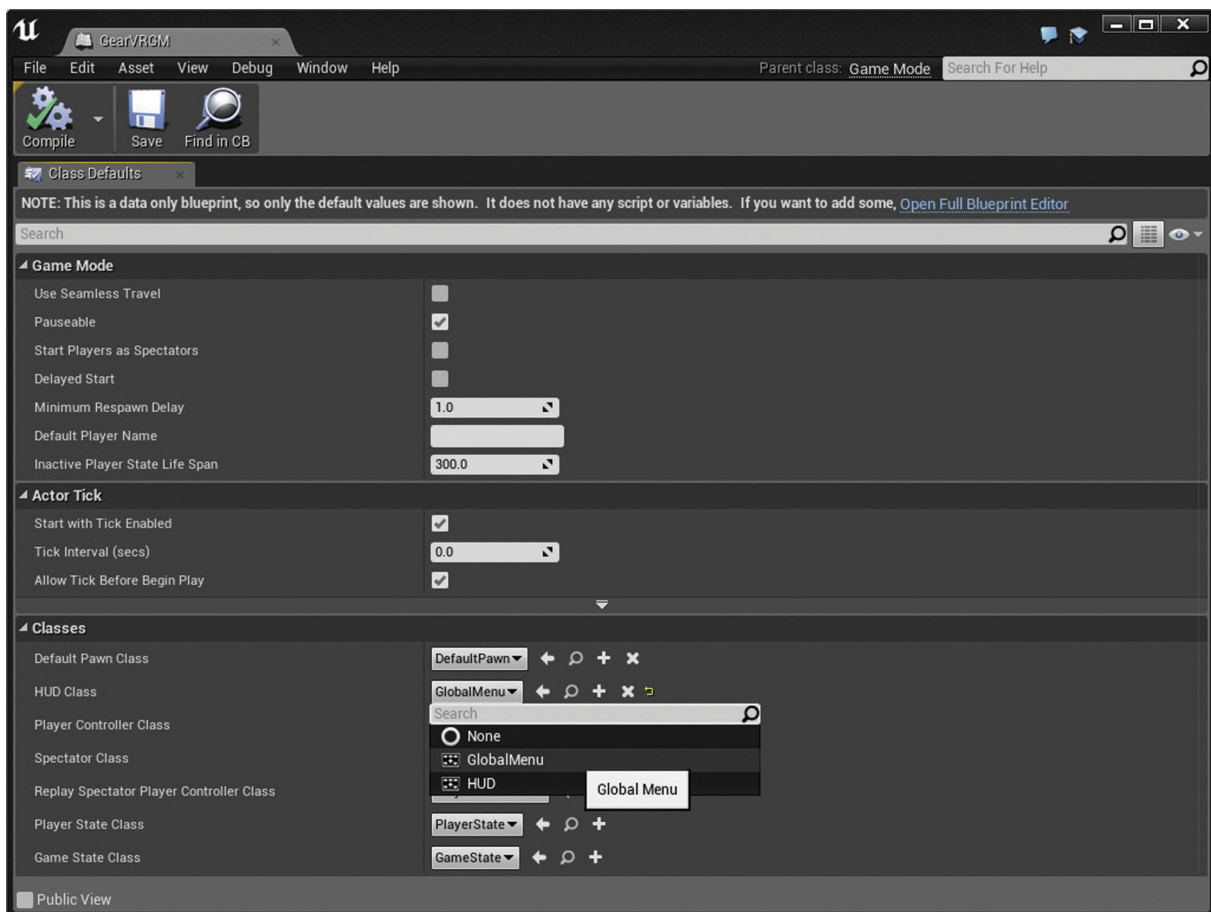 GearVRGM
File Edit Asset View Debug Window Help Parent class: Game Mode Search For Help
Compile Save Find in CB
Class Defaults
NOTE: This is a data only blueprint, so only the default values are shown. It does not have any script or variables. If you want to add some, Open Full Blueprint Editor
Search
Game Mode
Use Seamless Travel
Pauseable
Start Players as Spectators
Delayed Start
Minimum Respawn Delay 1.0
Default Player Name
Inactive Player State Life Span 300.0
Actor Tick
Start with Tick Enabled
Tick Interval (secs) 0.0
Allow Tick Before Begin Play
Classes
Default Pawn Class DefaultPawn
HUD Class GlobalMenu
Search
Player Controller Class
None
Spectator Class GlobalMenu
HUD
Replay Spectator Player Controller Class Global Menu
Player State Class PlayerState
Game State Class GameState
Public View